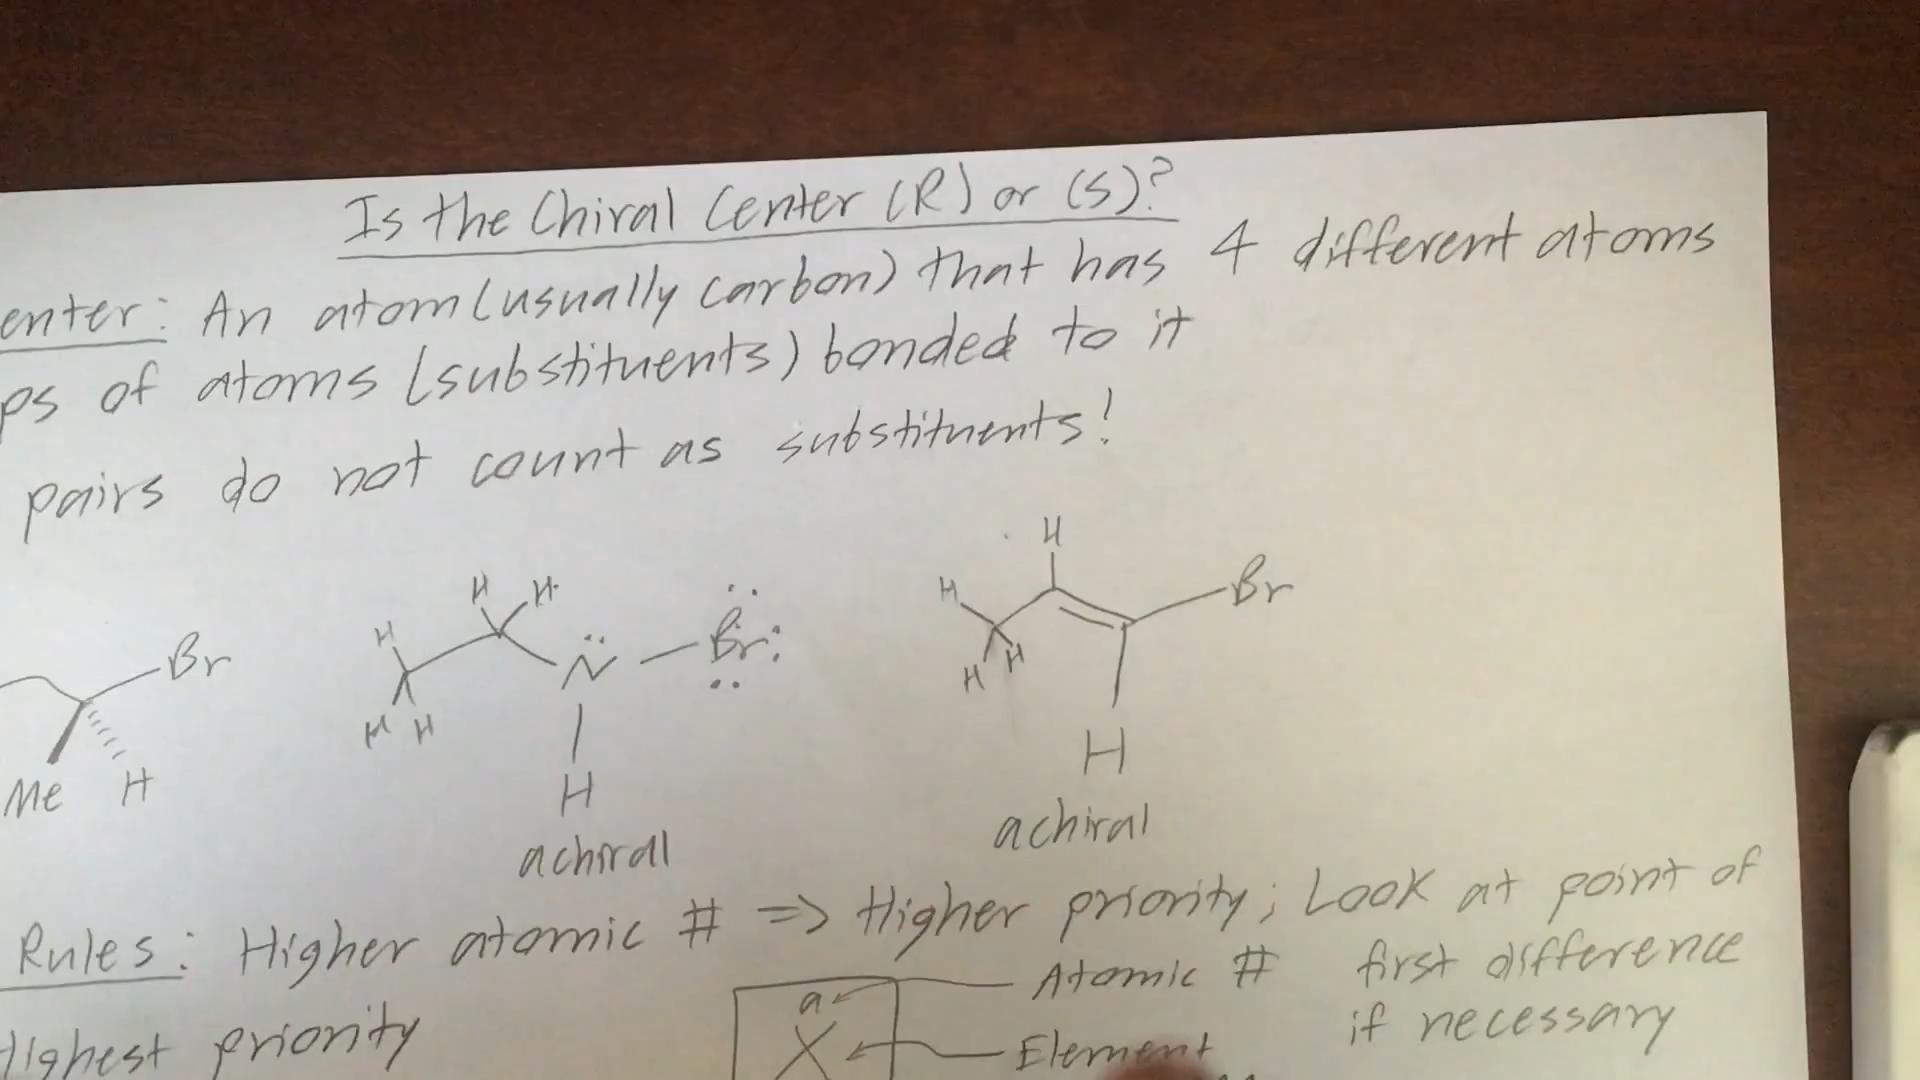 Is the Chiral Center (R) or (S)?
enter: An atom (usually carbon) that has 4 different atoms
ps of atoms (substituents) bonded to it
pairs do not count as substituents!
Br
Me H
H H
H
H H
N Br
H
achiral
H
H
H H
Br
H
achiral
Rules: Higher atomic # => Higher priority; Look at point of
first difference
if necessary
Highest priority
a
X
Atomic #
Element